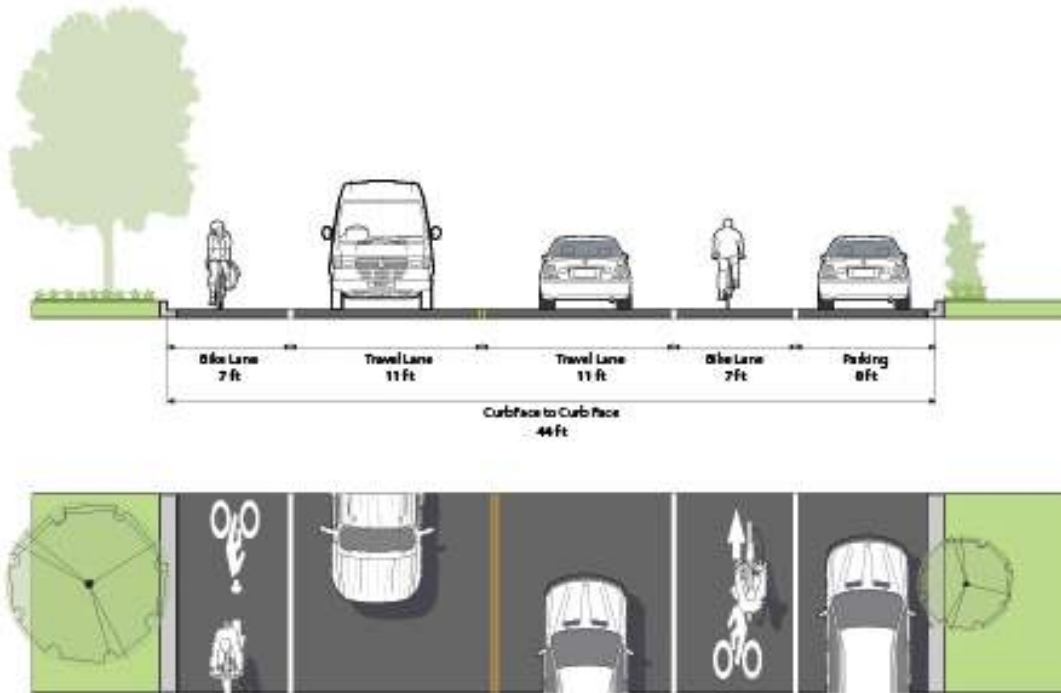 Bike Lane
7 ft
Travel Lane
11 ft
Travel Lane
11 ft
Bike Lane
7 ft
Parking
8 ft
Curb Face to Curb Face
44 ft